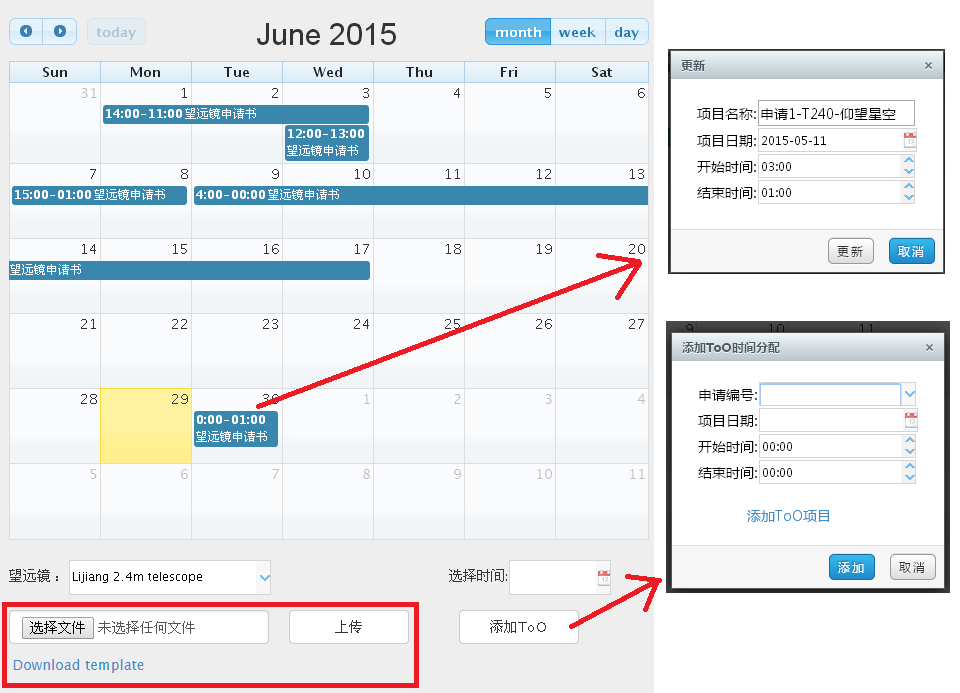 today
June 2015
month week day
Sun Mon Tue Wed Thu Fri Sat
31 1 2 3 4 5 6
14:00-11:00 望远镜申请书
12:00-13:00
望远镜申请书
7 8 9 10 11 12 13
15:00-01:00 望远镜申请书 4:00-00:00 望远镜申请书
14 15 16 17 18 19 20
望远镜申请书
21 22 23 24 25 26 27
28 29 30 1 2 3 4
0:00-01:00
望远镜申请书
5 6 7 8 9 10 11
望远镜： Lijiang 2.4m telescope 选择时间:
选择文件 未选择任何文件 上传 添加ToO
Download template
更新 ×
项目名称: 申请1-T240-仰望星空
项目日期: 2015-05-11
开始时间: 03:00
结束时间: 01:00
更新 取消
9 10 11
添加ToO时间分配 ×
申请编号:
项目日期:
开始时间: 00:00
结束时间: 00:00
添加ToO项目
添加 取消